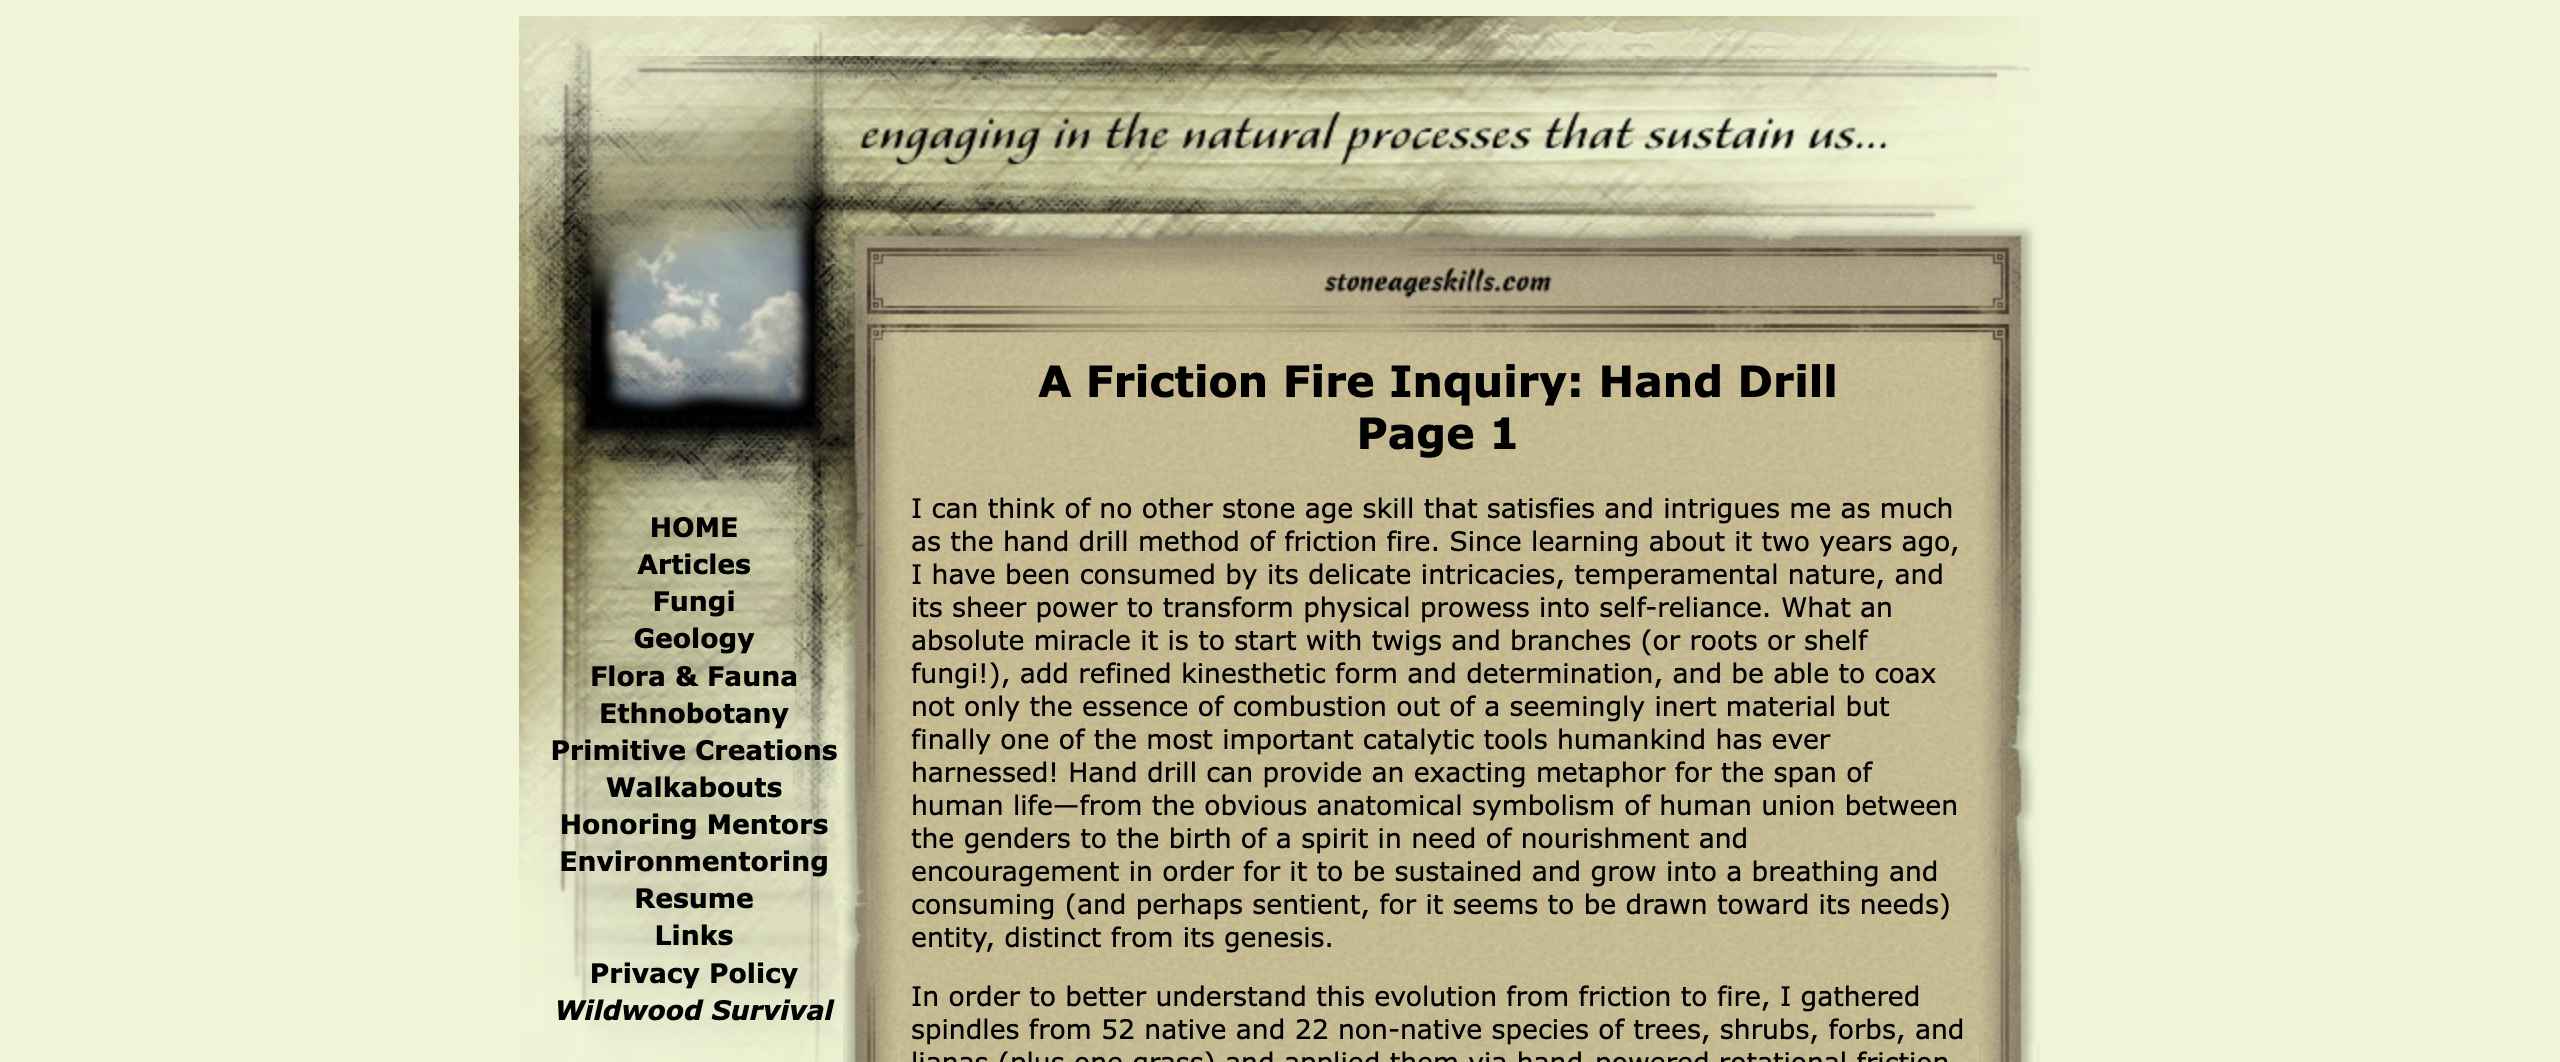 engaging in the natural processes that sustain us...
stoneageskills.com
HOME
Articles
Fungi
Geology
Flora & Fauna
Ethnobotany
Primitive Creations
Walkabouts
Honoring Mentors
Environmentoring
Resume
Links
Privacy Policy
Wildwood Survival
A Friction Fire Inquiry: Hand Drill
Page 1
I can think of no other stone age skill that satisfies and intrigues me as much
as the hand drill method of friction fire. Since learning about it two years ago,
I have been consumed by its delicate intricacies, temperamental nature, and
its sheer power to transform physical prowess into self-reliance. What an
absolute miracle it is to start with twigs and branches (or roots or shelf
fungi!), add refined kinesthetic form and determination, and be able to coax
not only the essence of combustion out of a seemingly inert material but
finally one of the most important catalytic tools humankind has ever
harnessed! Hand drill can provide an exacting metaphor for the span of
human life—from the obvious anatomical symbolism of human union between
the genders to the birth of a spirit in need of nourishment and
encouragement in order for it to be sustained and grow into a breathing and
consuming (and perhaps sentient, for it seems to be drawn toward its needs)
entity, distinct from its genesis.
In order to better understand this evolution from friction to fire, I gathered
spindles from 52 native and 22 non-native species of trees, shrubs, forbs, and
lianas (plus one grass) and applied them via hand-powered rotational friction